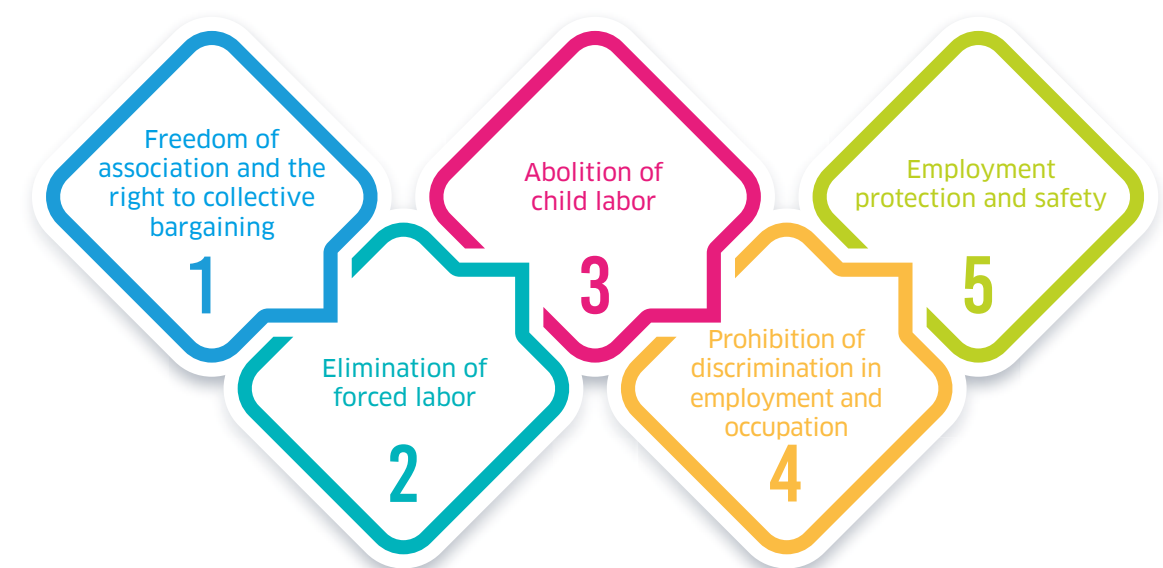 Freedom of
association and the
right to collective
bargaining
1
Elimination of
forced labor
2
Abolition of
child labor
3
Prohibition of
discrimination in
employment and
occupation
4
Employment
protection and safety
5